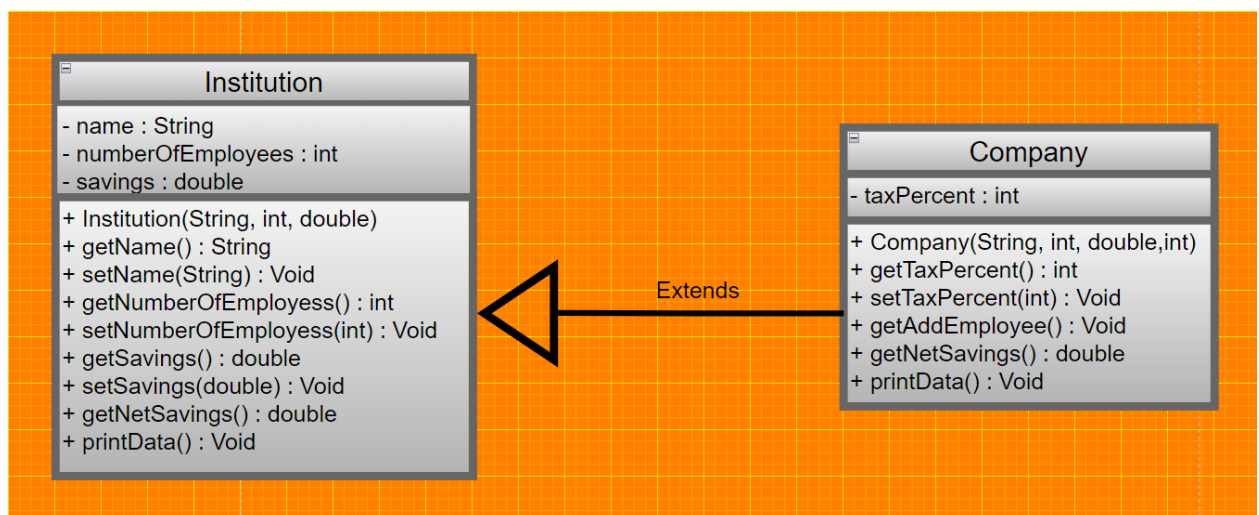 Institution
- name : String
- numberOfEmployees : int
- savings : double
+ Institution(String, int, double)
+ getName() : String
+ setName(String) : Void
+ getNumberOfEmployess() : int
+ setNumberOfEmployess(int) : Void
+ getSavings() : double
+ setSavings(double) : Void
+ getNetSavings() : double
+ printData() : Void
Extends
Company
- taxPercent : int
+ Company(String, int, double,int)
+ getTaxPercent() : int
+ setTaxPercent(int) : Void
+ getAddEmployee() : Void
+ getNetSavings() : double
+ printData() : Void